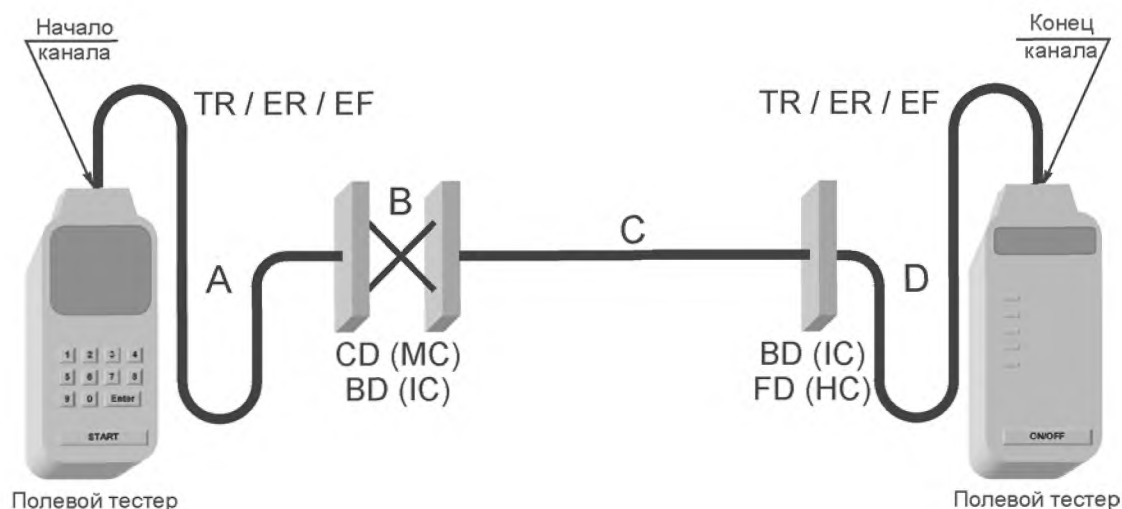 Начало
канала
Конец
канала
TR / ER / EF
TR / ER / EF
B
C
A
D
CD (MC)
BD (IC)
BD (IC)
FD (HC)
1 2 3 4
5 6 7 8
9 0 Enter
START
ON/OFF
Полевой тестер
Полевой тестер